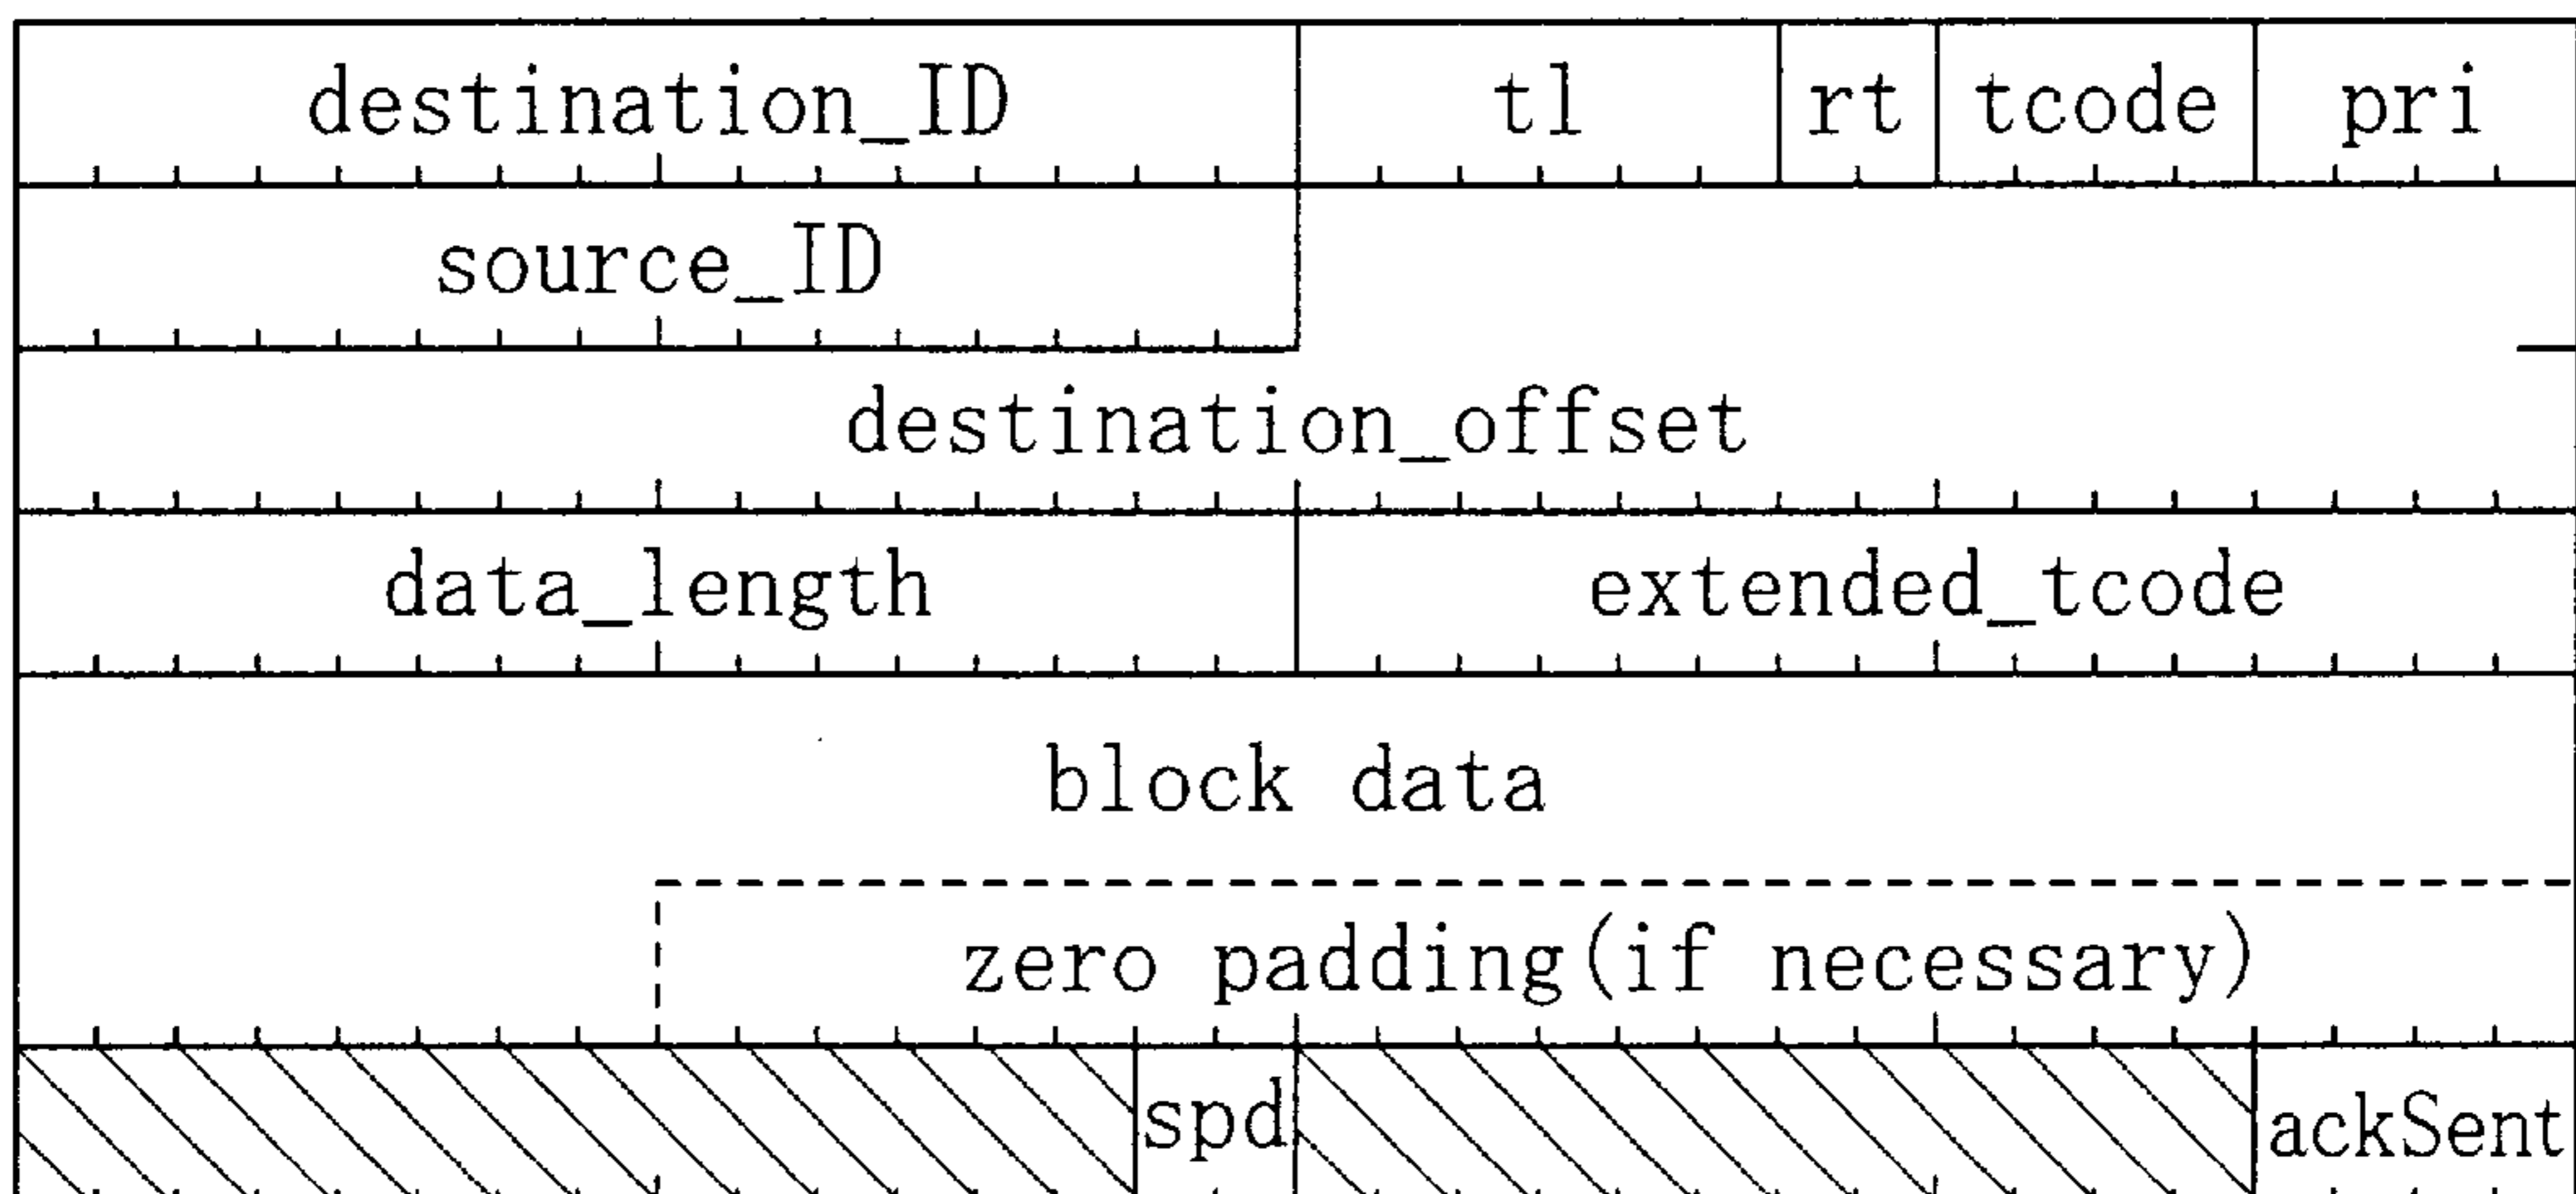 destination_ID tl rt tcode pri
source_ID
destination_offset
data_length extended_tcode
block data
zero padding(if necessary)
spd ackSent